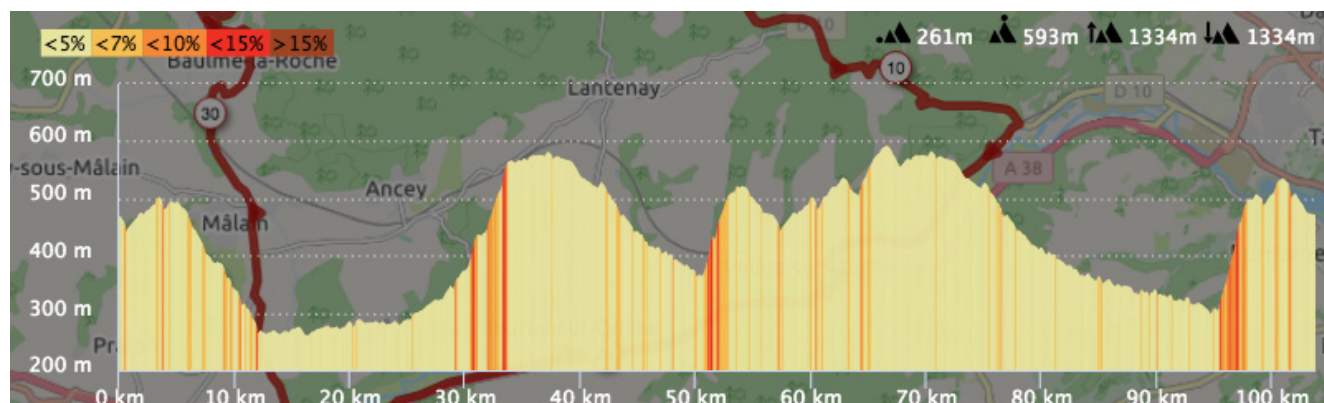 <5% <7% <10% <15% >15%
261m 593m 1334m 1334m
D 10
Baulme-la-Roche
10
700 m
Lantenay
D 10
30
600 m
y-sous-Mâlain
A 38
500 m
Ancey
Mâlain
400 m
300 m
200 m
0 km 10 km 20 km 30 km 40 km 50 km 60 km 70 km 80 km 90 km 100 km